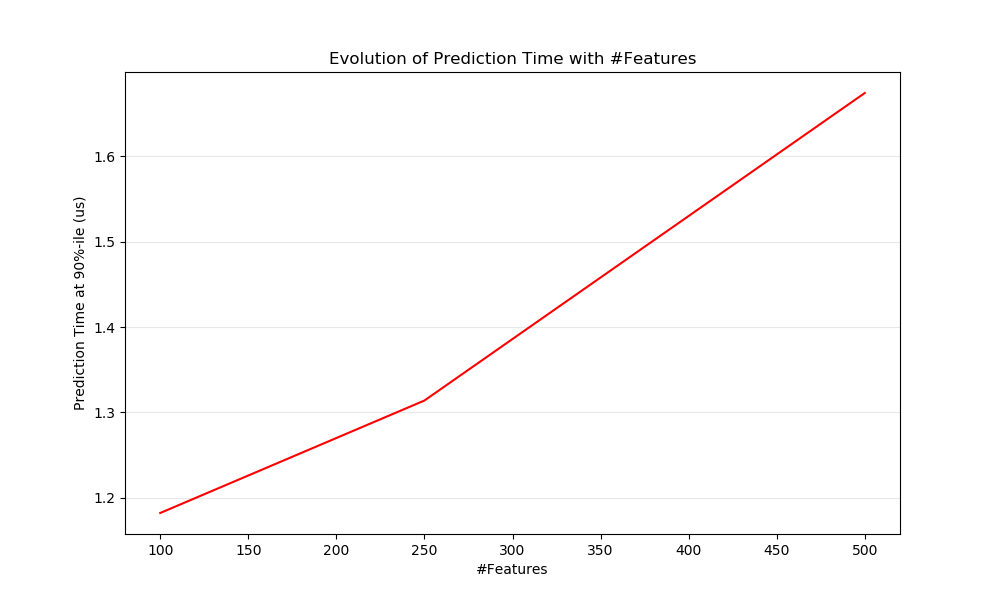 Evolution of Prediction Time with #Features
Prediction Time at 90%-ile (us)
1.6
1.5
1.4
1.3
1.2
100 150 200 250 300 350 400 450 500
#Features